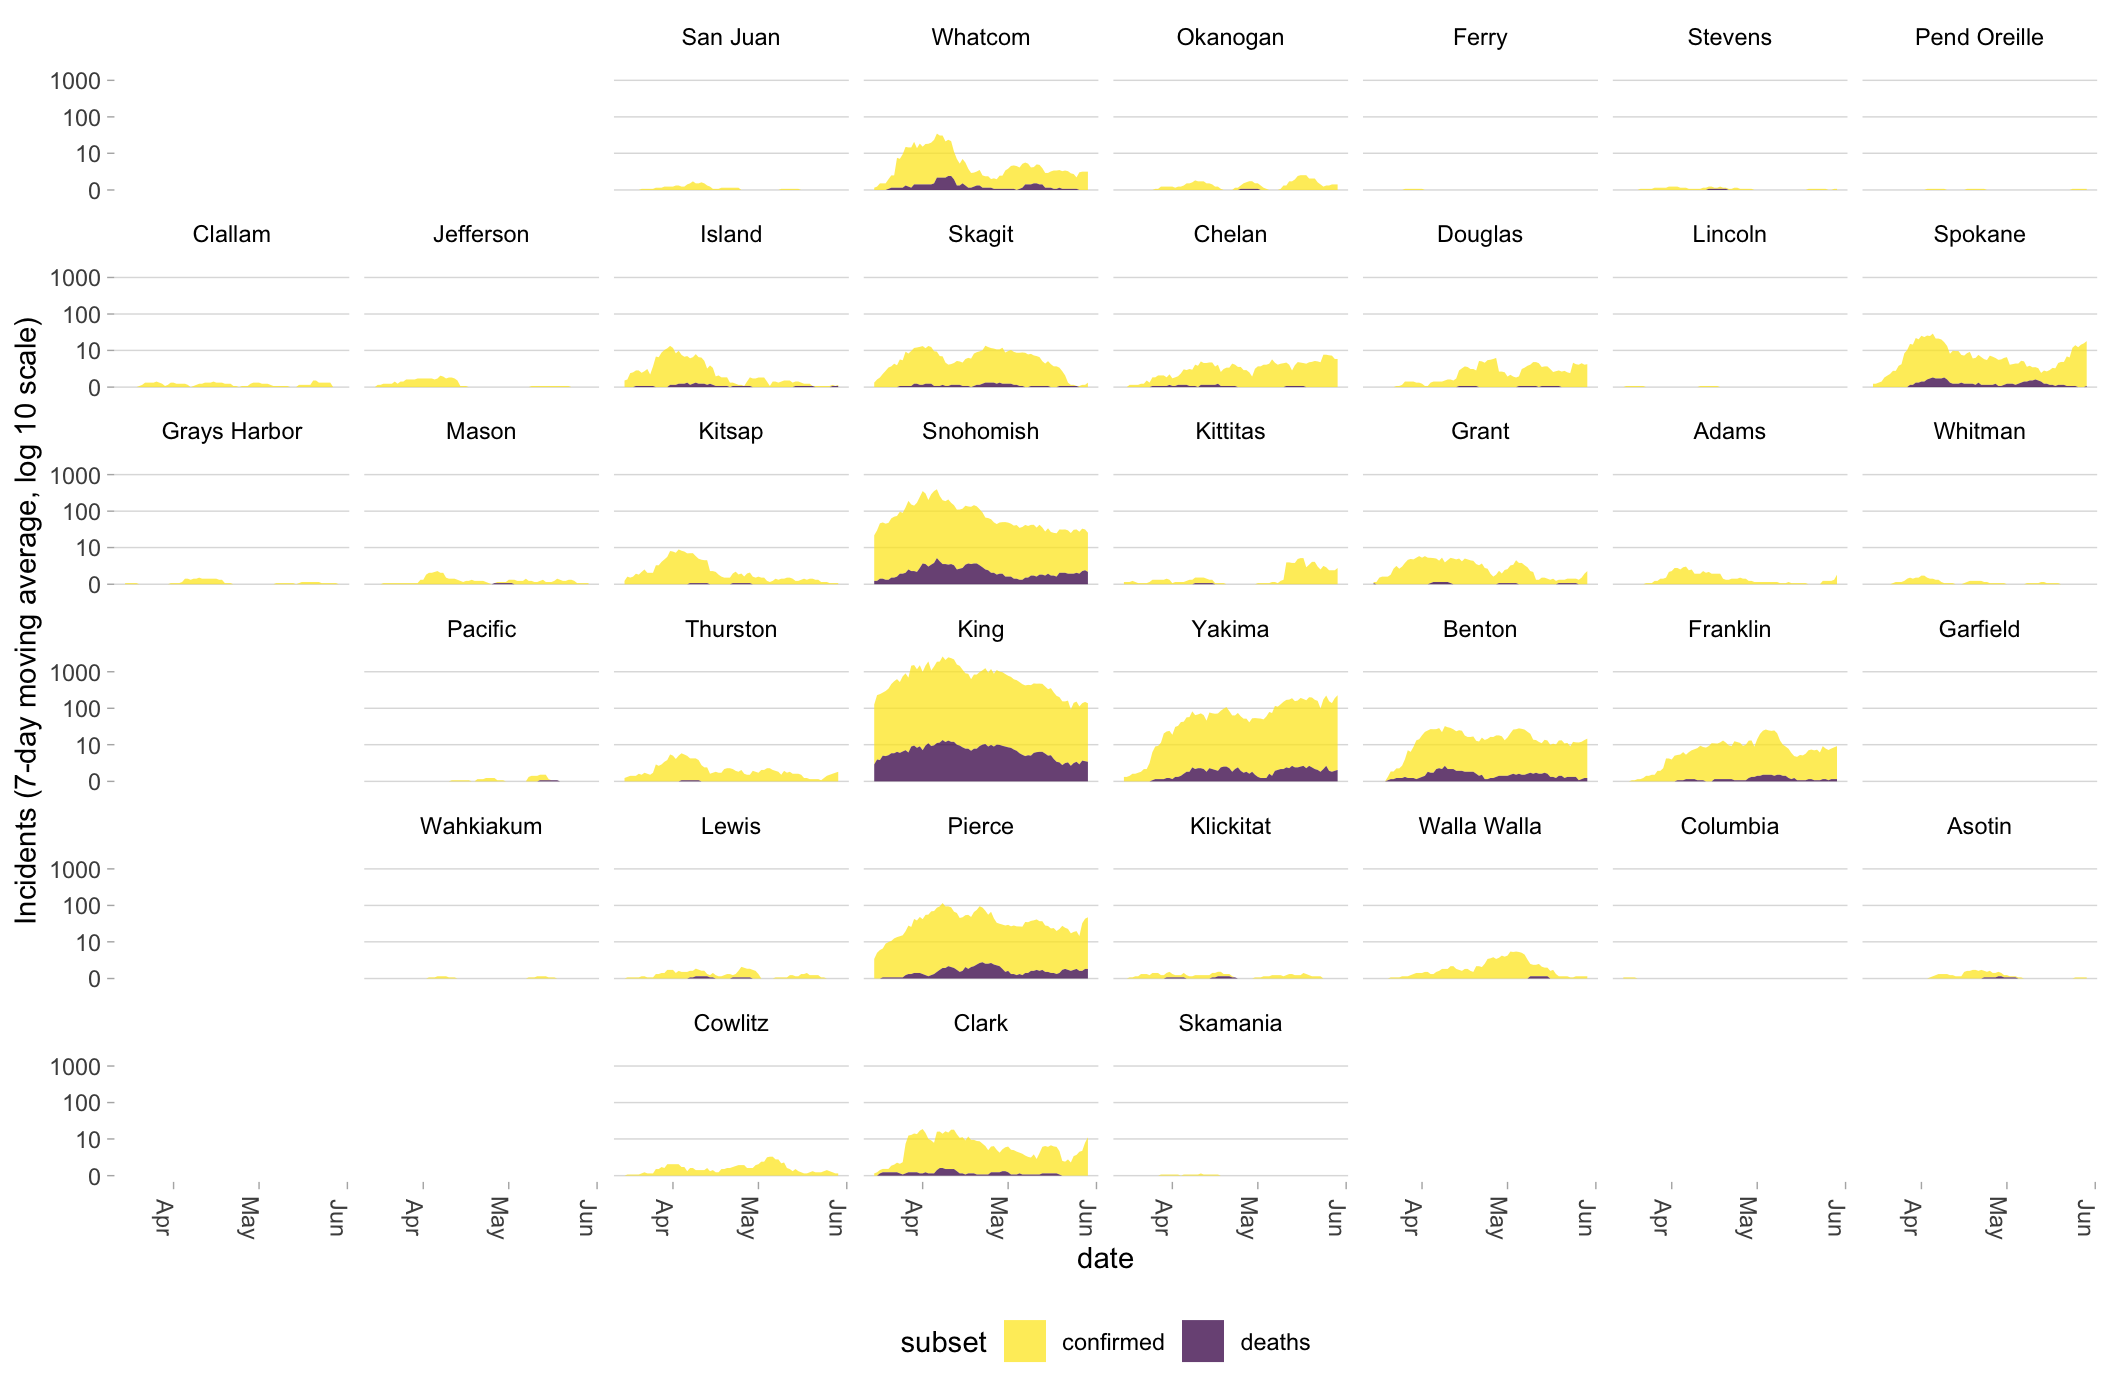 San Juan Whatcom Okanogan Ferry Stevens Pend Oreille
1000
100
10
0
Clallam Jefferson Island Skagit Chelan Douglas Lincoln Spokane
1000
100
10
0
Grays Harbor Mason Kitsap Snohomish Kittitas Grant Adams Whitman
1000
100
10
0
Pacific Thurston King Yakima Benton Franklin Garfield
1000
100
10
0
Wahkiakum Lewis Pierce Klickitat Walla Walla Columbia Asotin
1000
100
10
0
Cowlitz Clark Skamania
1000
100
10
0
Apr May Jun Apr May Jun Apr May Jun Apr May Jun Apr May Jun Apr May Jun Apr May Jun Apr May Jun
date
Incidents (7-day moving average, log 10 scale)
subset confirmed deaths